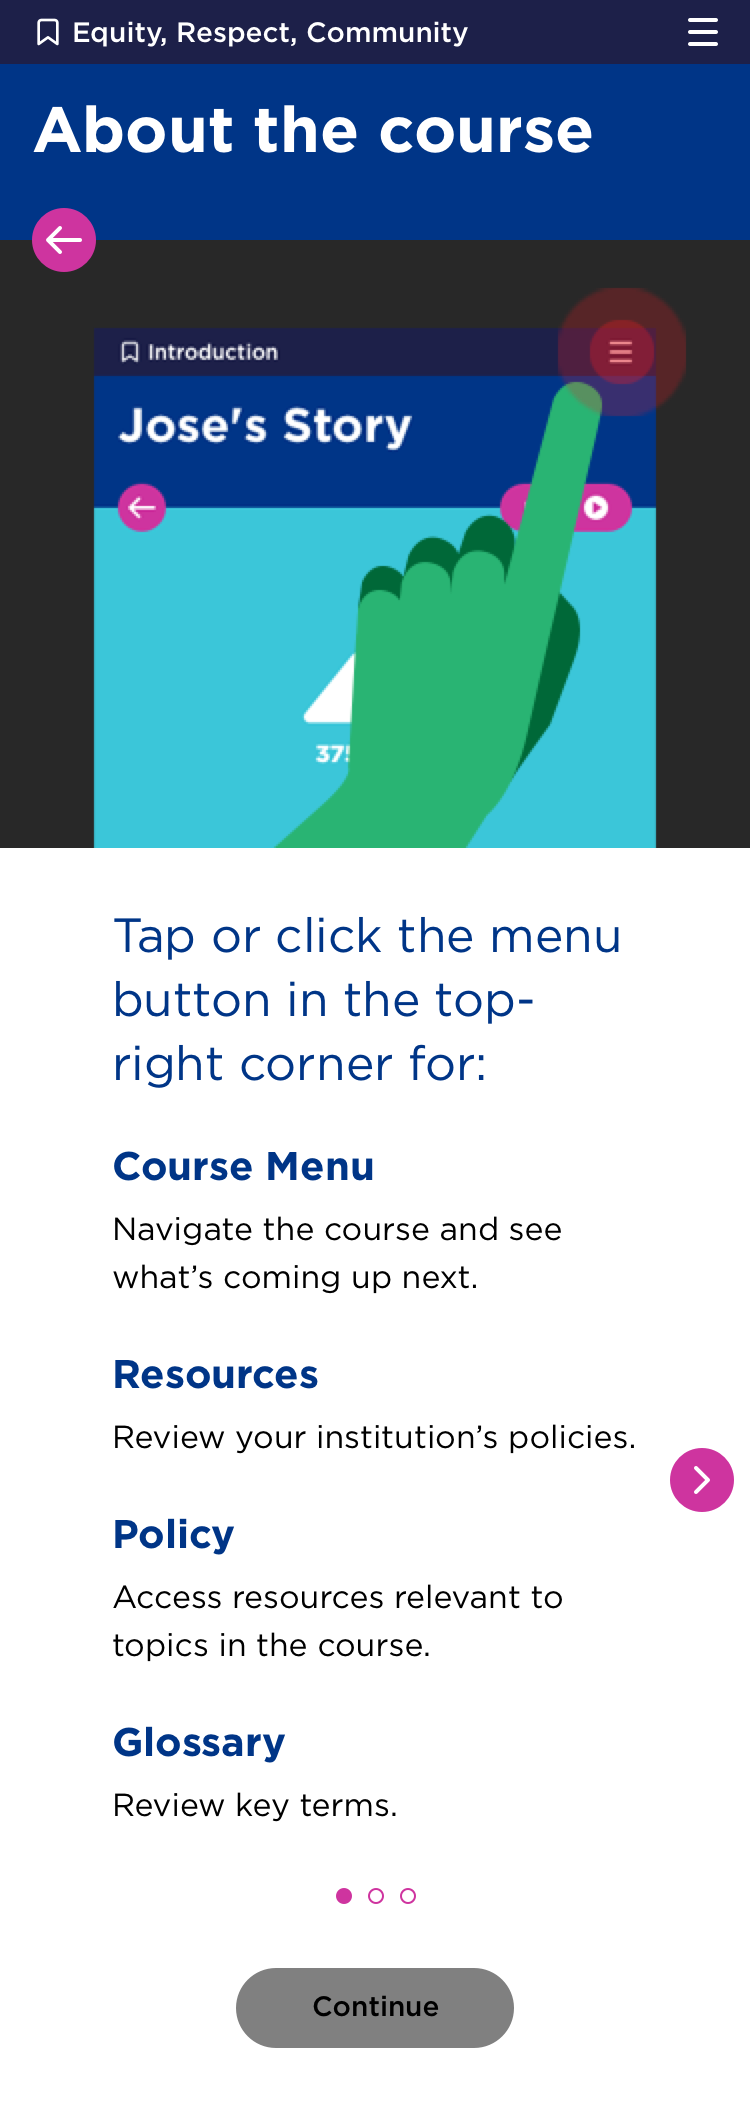 Equity, Respect, Community
About the course
Introduction
Jose's Story
Tap or click the menu
button in the top-
right corner for:
Course Menu
Navigate the course and see
what’s coming up next.
Resources
Review your institution’s policies.
Policy
Access resources relevant to
topics in the course.
Glossary
Review key terms.
Continue